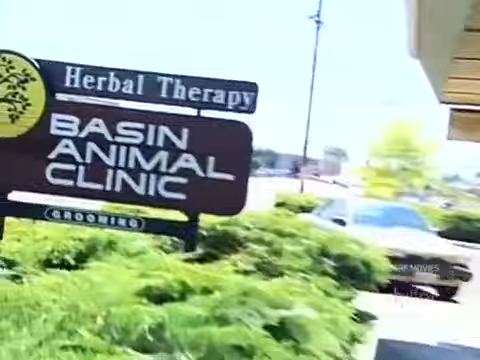 Herbal Therapy
BASIN
ANIMAL
CLINIC
GROOMING